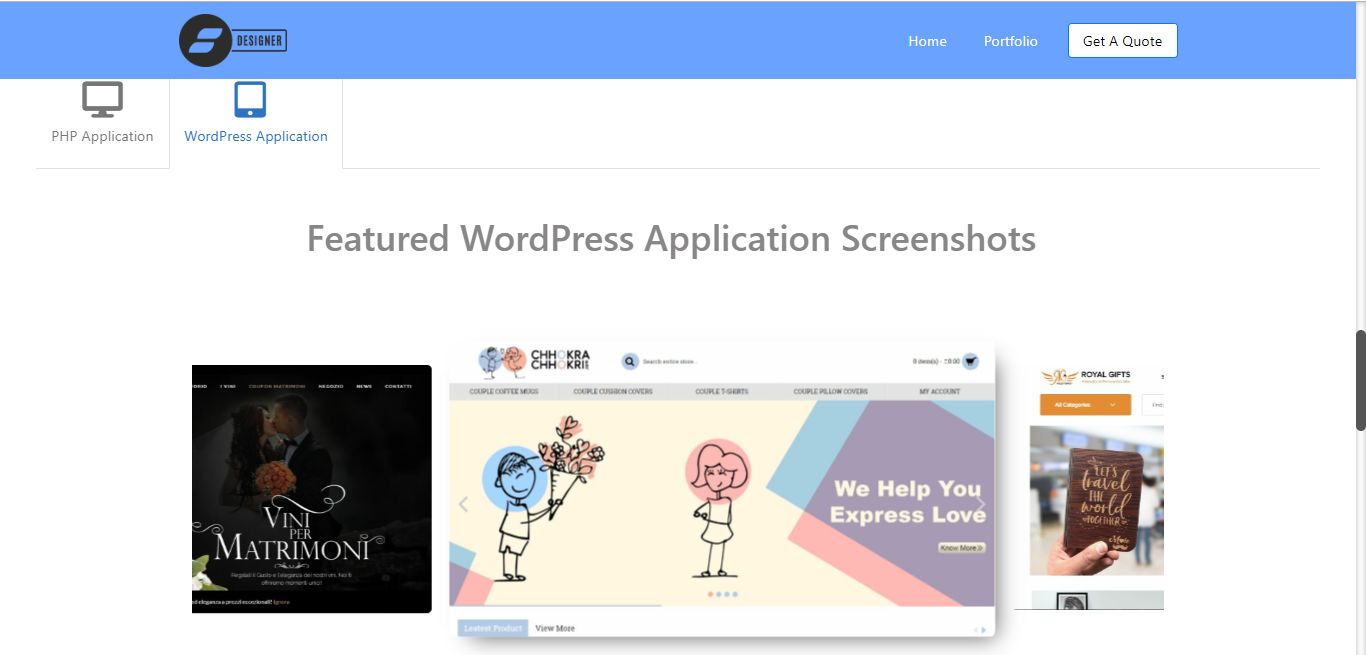 DESIGNER
Home
Portfolio
Get A Quote
PHP Application
WordPress Application
Featured WordPress Application Screenshots
I VINI
COUPON MATRIMONI
NEGOZIO
NEWS
CONTATTI
VINI
PER
MATRIMONI
Regalati il Gusto e l'eleganza dei nostri vini. Noi ti
offriremo momenti unici!
ed eleganza a prezzi eccezionali! Ignora
CHHOKRA
CHHOKRI
Search entire store...
0 item(s) - ₹0.00
COUPLE COFFEE MUGS
COUPLE CUSHION COVERS
COUPLE T-SHIRTS
COUPLE PILLOW COVERS
MY ACCOUNT
We Help You
Express Love
Know More
Leatest Product
View More
ROYAL GIFTS
All Categories
Find
LET'S
travel
THE
world
TOGETHER